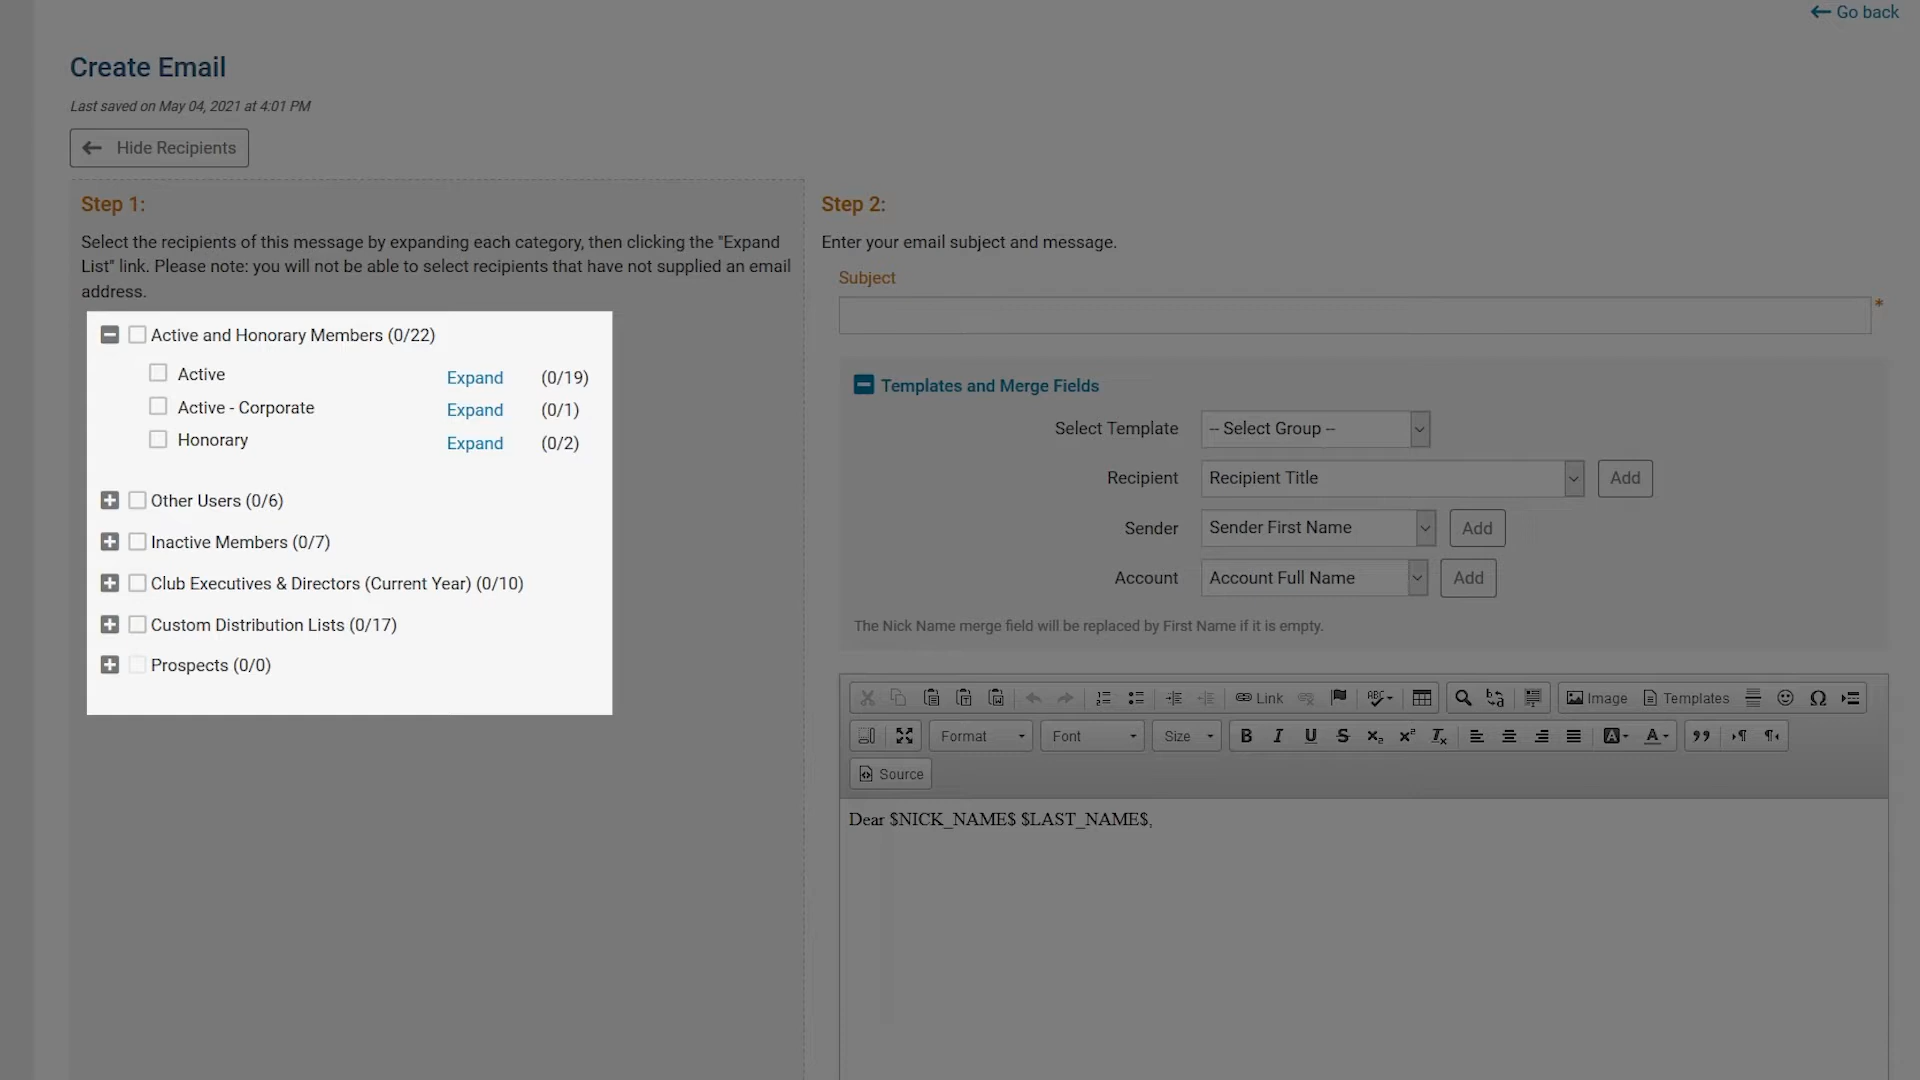 Go back
Create Email
Last saved on May 04, 2021 at 4:01 PM
Hide Recipients
Step 1:
Select the recipients of this message by expanding each category, then clicking the "Expand
List" link. Please note: you will not be able to select recipients that have not supplied an email
address.
Active and Honorary Members (0/22)
Active Expand (0/19)
Active - Corporate Expand (0/1)
Honorary Expand (0/2)
Other Users (0/6)
Inactive Members (0/7)
Club Executives & Directors (Current Year) (0/10)
Custom Distribution Lists (0/17)
Prospects (0/0)
Step 2:
Enter your email subject and message.
Subject
*
Templates and Merge Fields
Select Template -- Select Group --
Recipient Recipient Title Add
Sender Sender First Name Add
Account Account Full Name Add
The Nick Name merge field will be replaced by First Name if it is empty.
Link Image Templates
Format Font Size B I U S
Source
Dear $NICK_NAME$ $LAST_NAME$,